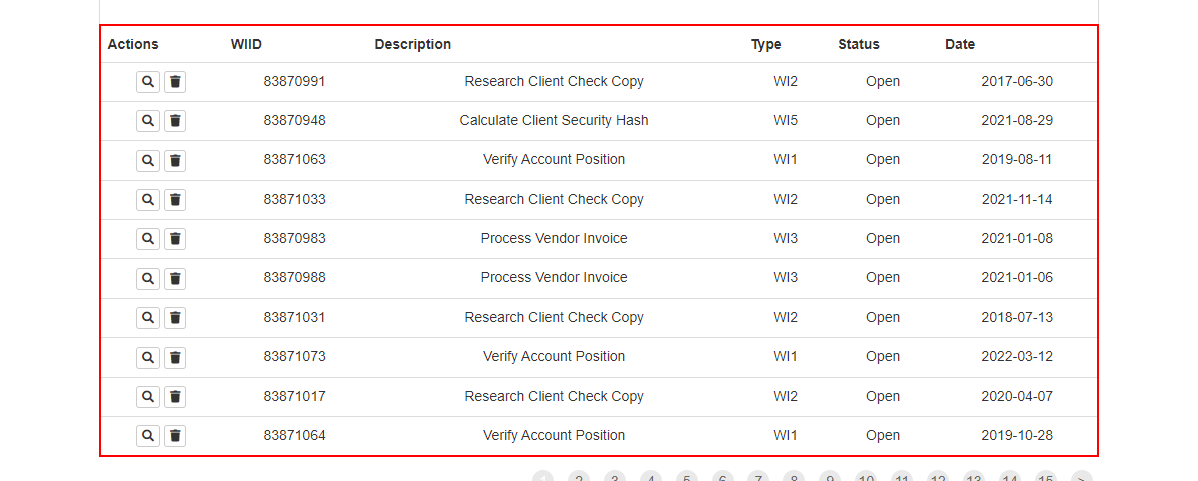 Actions WIID Description Type Status Date
83870991 Research Client Check Copy WI2 Open 2017-06-30
83870948 Calculate Client Security Hash WI5 Open 2021-08-29
83871063 Verify Account Position WI1 Open 2019-08-11
83871033 Research Client Check Copy WI2 Open 2021-11-14
83870983 Process Vendor Invoice WI3 Open 2021-01-08
83870988 Process Vendor Invoice WI3 Open 2021-01-06
83871031 Research Client Check Copy WI2 Open 2018-07-13
83871073 Verify Account Position WI1 Open 2022-03-12
83871017 Research Client Check Copy WI2 Open 2020-04-07
83871064 Verify Account Position WI1 Open 2019-10-28
1 2 3 4 5 6 7 8 9 10 11 12 13 14 15 >